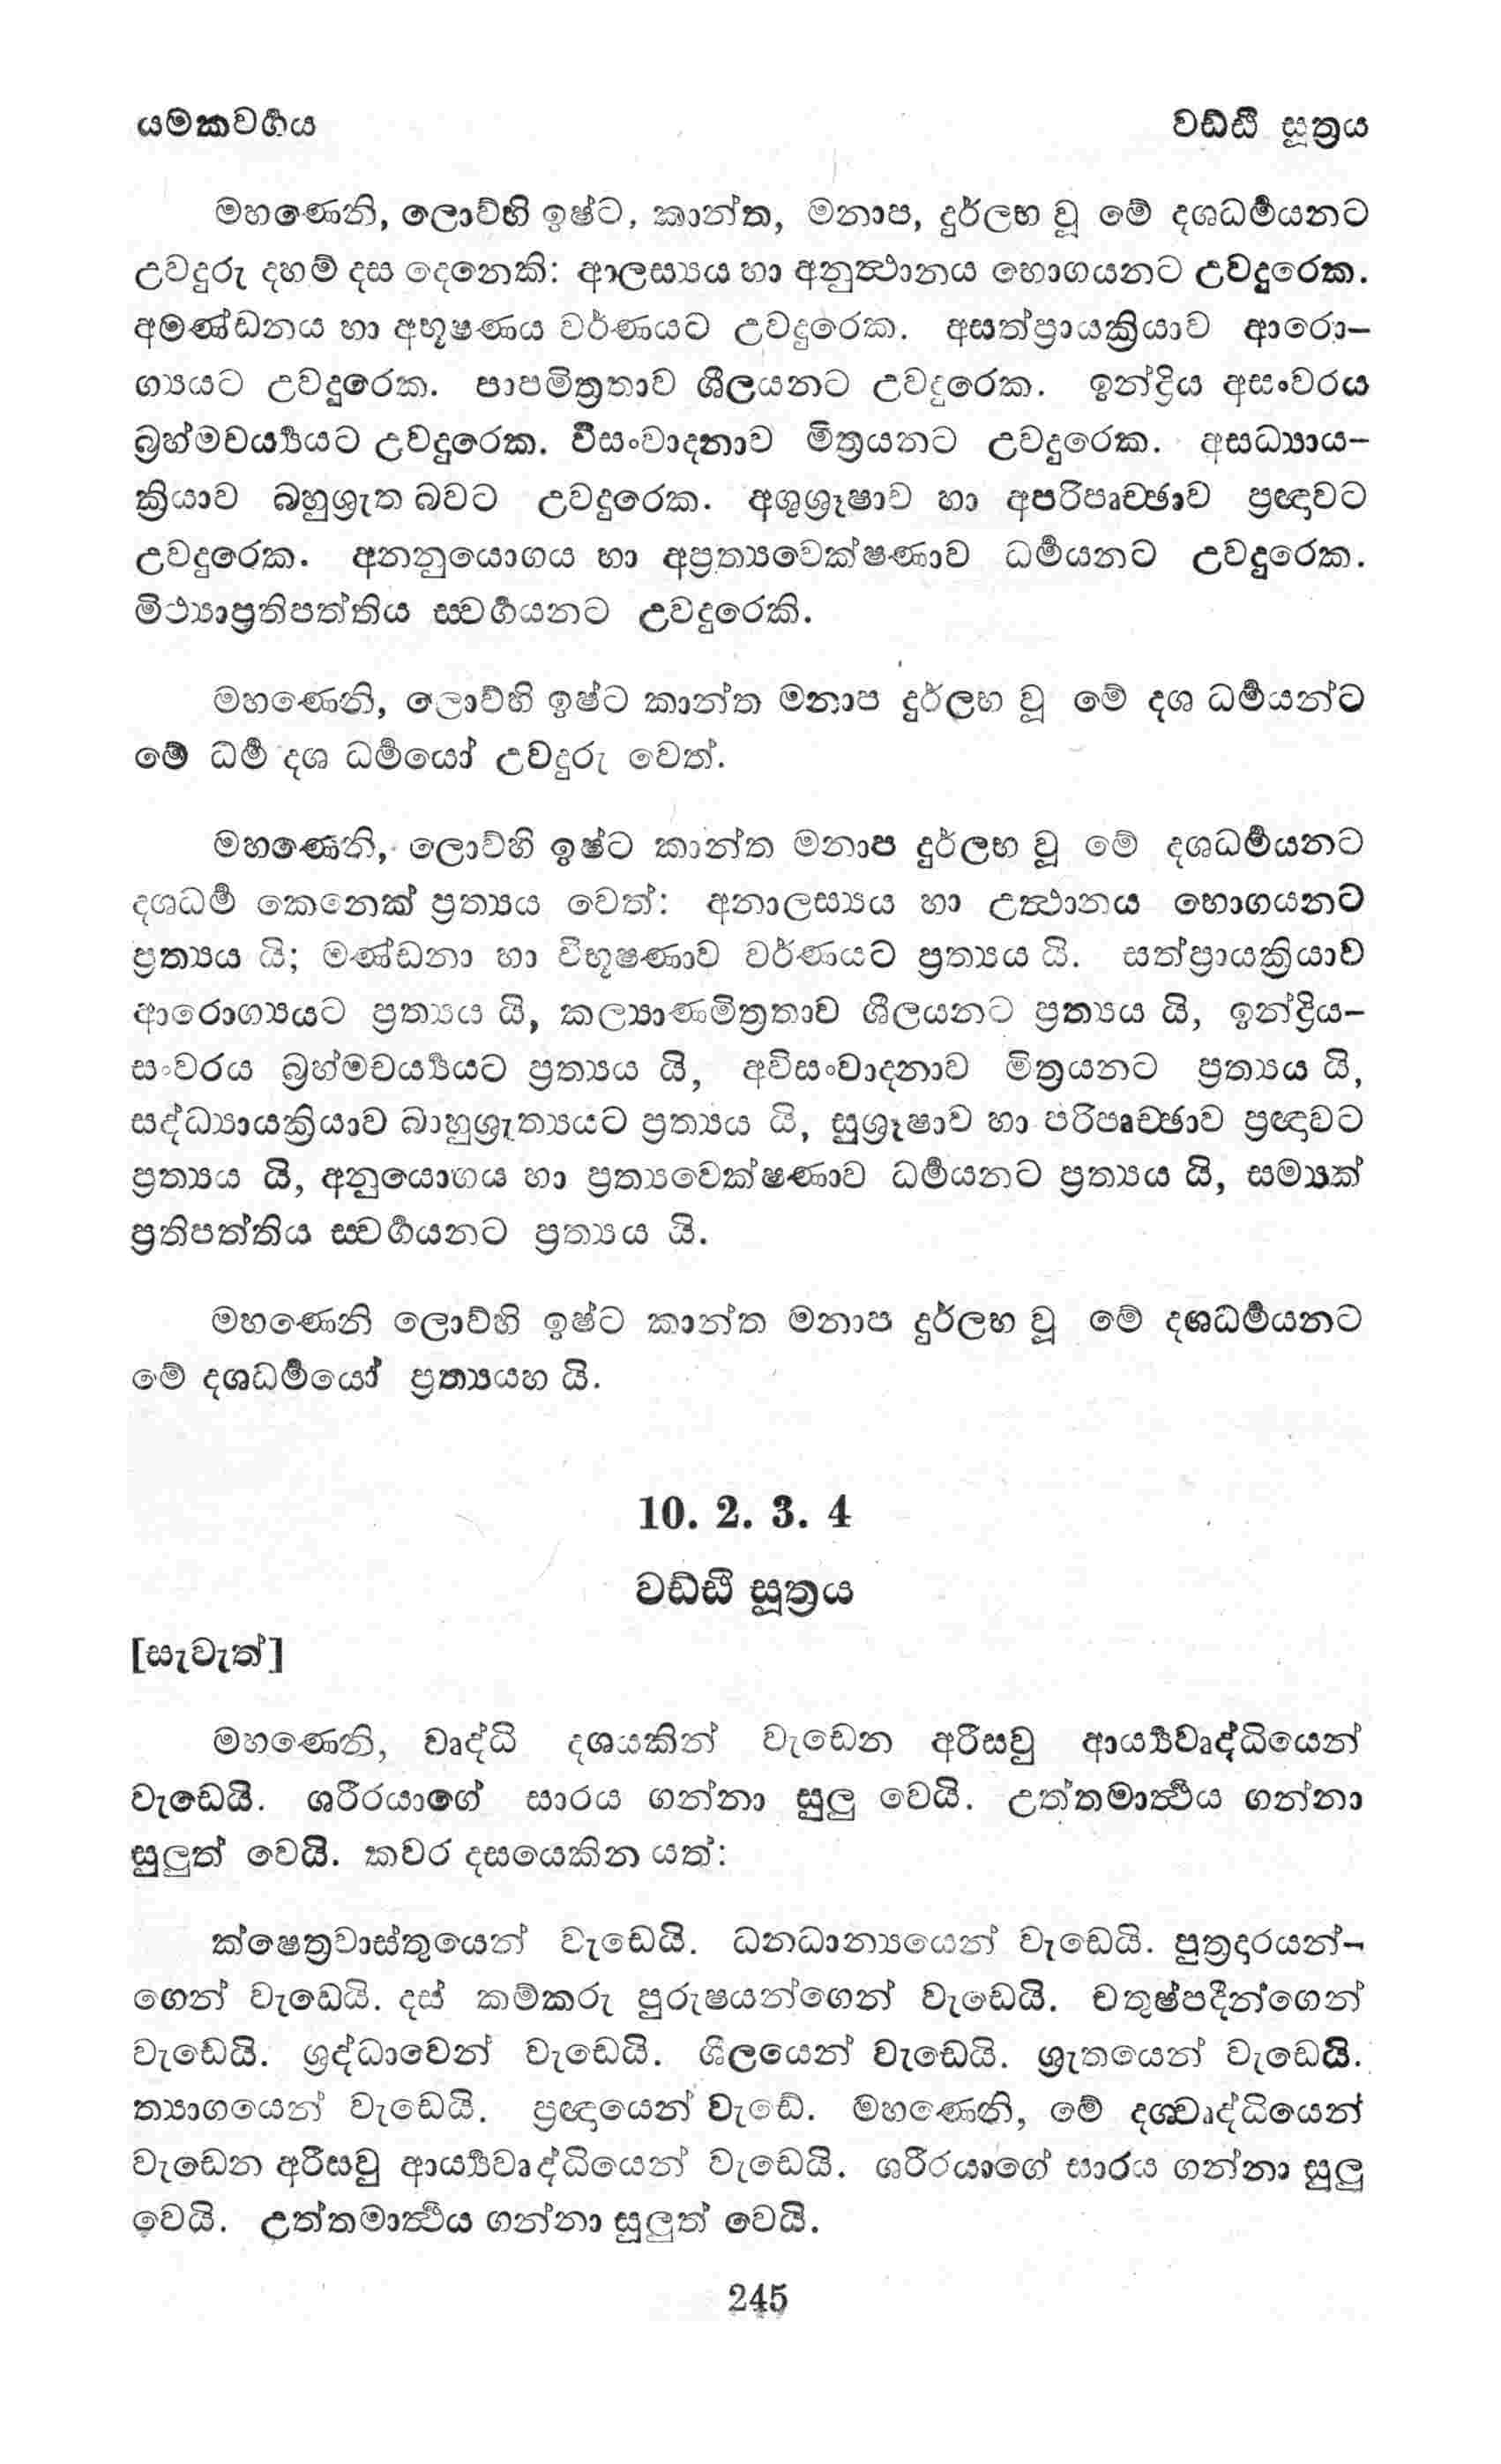 යමකවර්‍ගය වඩ්ඪි සූත්‍රය
මහණෙනි, ලොව්හි ඉෂ්ට, කාන්ත, මනාප, දුර්ලභ වූ මේ දශධර්‍මයනට
උවදුරු දහම් දස දෙනෙකි: ආලස්‍යය හා අනුත්‍ථානය භොගයනට උවදුරෙක.
අමණ්ඩනය හා අභූෂණය වර්ණයට උවදුරෙක. අසත්ප්‍රායක්‍රියාව ආරො-
ග්‍යයට උවදුරෙක. පාපමිත්‍රතාව ශීලයනට උවදුරෙක. ඉන්ද්‍රිය අසංවරය
බ්‍රහ්මචර්‍ය්‍යයට උවදුරෙක. විසංවාදනාව මිත්‍රයනට උවදුරෙක. අසධ්‍යාය-
ක්‍රියාව බහුශ්‍රැත බවට උවදුරෙක. අශුශ්‍රෑෂාව හා අපරිපෘච්ඡාව ප්‍රඥාවට
උවදුරෙක. අනනුයොගය හා අප්‍රත්‍යවෙක්ෂණාව ධර්‍මයනට උවදුරෙක.
මිථ්‍යාප්‍රතිපත්තිය ස්‍වර්‍ගයනට උවදුරෙකි.
මහණෙනි, ලොව්හි ඉෂ්ට කාන්ත මනාප දුර්ලභ වූ මේ දශ ධර්‍මයන්ට
මේ ධර්‍ම දශ ධර්‍මයෝ උවදුරු වෙත්.
මහණෙනි, ලොව්හි ඉෂ්ට කාන්ත මනාප දුර්ලභ වූ මේ දශධර්‍මයනට
දශධර්‍ම කෙනෙක් ප්‍රත්‍යය වෙත්: අනාලස්‍යය හා උත්‍ථානය භොගයනට
ප්‍රත්‍යය යි; මණ්ඩනා හා විභූෂණාව වර්ණයට ප්‍රත්‍යය යි. සත්ප්‍රායක්‍රියාව
ආරොග්‍යයට ප්‍රත්‍යය යි, කල්‍යාණමිත්‍රතාව ශීලයනට ප්‍රත්‍යය යි, ඉන්ද්‍රිය-
සංවරය බ්‍රහ්මචර්‍ය්‍යයට ප්‍රත්‍යය යි, අවිසංවාදනාව මිත්‍රයනට ප්‍රත්‍යය යි,
සද්ධ්‍යායක්‍රියාව බාහුශ්‍රැත්‍යයට ප්‍රත්‍යය යි, සුශ්‍රෑෂාව හා පරිපෘච්ඡාව ප්‍රඥාවට
ප්‍රත්‍යය යි, අනුයොගය හා ප්‍රත්‍යවෙක්ෂණාව ධර්‍මයනට ප්‍රත්‍යය යි, සම්‍යක්
ප්‍රතිපත්තිය ස්‍වර්‍ගයනට ප්‍රත්‍යය යි.
මහණෙනි ලොව්හි ඉෂ්ට කාන්ත මනාප දුර්ලභ වූ මේ දශධර්‍මයනට
මේ දශධර්‍මයෝ ප්‍රත්‍යයහ යි.
10. 2. 3. 4
වඩ්ඪි සූත්‍රය
[සැවැත්]
මහණෙනි, වෘද්ධි දශයකින් වැඩෙන අරිසවු ආර්‍ය්‍යවෘද්ධියෙන්
වැඩෙයි. ශරීරයාගේ සාරය ගන්නා සුලු වෙයි. උත්තමාර්‍ත්‍ථය ගන්නා
සුලුත් වෙයි. කවර දසයෙකින යත්:
ක්ෂෙත්‍රවාස්තුයෙන් වැඩෙයි. ධනධාන්‍යයෙන් වැඩෙයි. පුත්‍රදාරයන්-
ගෙන් වැඩෙයි. දස් කම්කරු පුරුෂයන්ගෙන් වැඩෙයි. චතුෂ්පදීන්ගෙන්
වැඩෙයි. ශ්‍රද්ධාවෙන් වැඩෙයි. ශීලයෙන් වැඩෙයි. ශ්‍රැතයෙන් වැඩෙයි.
ත්‍යාගයෙන් වැඩෙයි. ප්‍රඥායෙන් වැඩේ. මහණෙනි, මේ දශවෘද්ධියෙන්
වැඩෙන අරිසවු ආර්‍ය්‍යවෘද්ධියෙන් වැඩෙයි. ශරීරයාගේ සාරය ගන්නා සුලු
වෙයි. උත්තමාර්‍ත්‍ථය ගන්නා සුලුත් වෙයි.
245